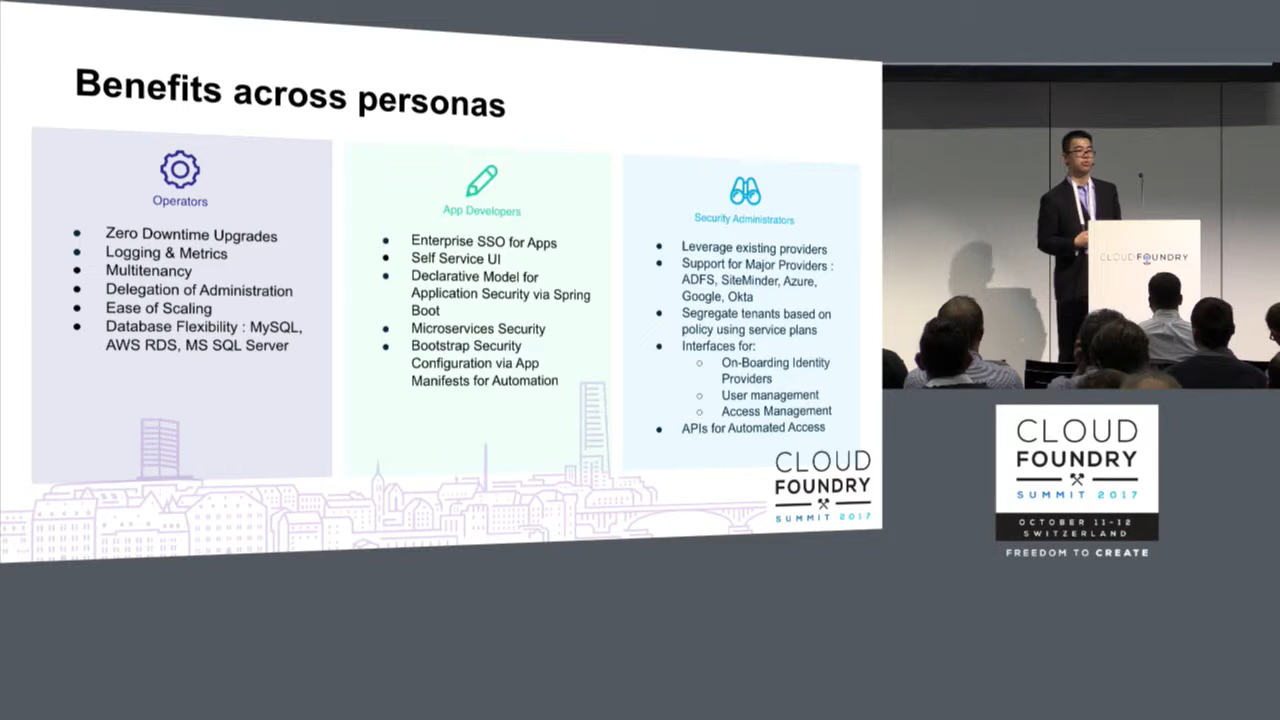 Benefits across personas
Operators
Zero Downtime Upgrades
Logging & Metrics
Multitenancy
Delegation of Administration
Ease of Scaling
Database Flexibility : MySQL,
AWS RDS, MS SQL Server
App Developers
Enterprise SSO for Apps
Self Service UI
Declarative Model for
Application Security via Spring
Boot
Microservices Security
Bootstrap Security
Configuration via App
Manifests for Automation
Security Administrators
Leverage existing providers
Support for Major Providers :
ADFS, SiteMinder, Azure,
Google, Okta
Segregate tenants based on
policy using service plans
Interfaces for:
On-Boarding Identity
Providers
User management
Access Management
APIs for Automated Access
CLOUD
FOUNDRY
SUMMIT 2017
CLOUD FOUNDRY
CLOUD
FOUNDRY
SUMMIT 2017
OCTOBER 11-12
SWITZERLAND
FREEDOM TO CREATE